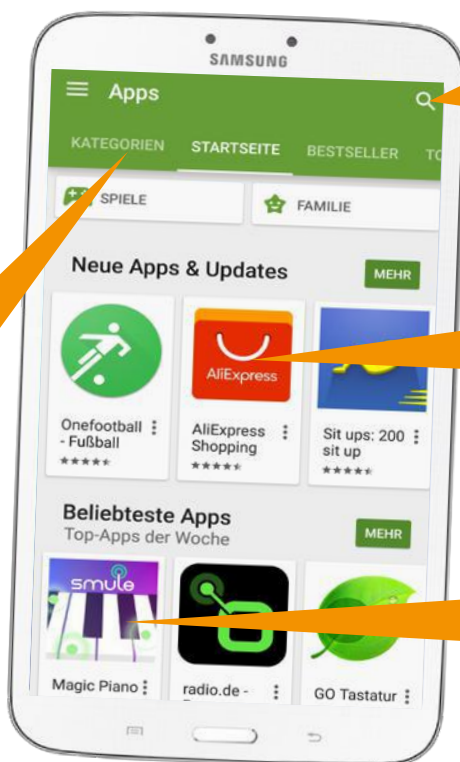 SAMSUNG
Apps
KATEGORIEN STARTSEITE BESTSELLER TO
SPIELE FAMILIE
Neue Apps & Updates MEHR
AliExpress
Onefootball
- Fußball
AliExpress
Shopping
Sit ups: 200
sit up
Beliebteste Apps
Top-Apps der Woche
MEHR
smule
Magic Piano radio.de - GO Tastatur